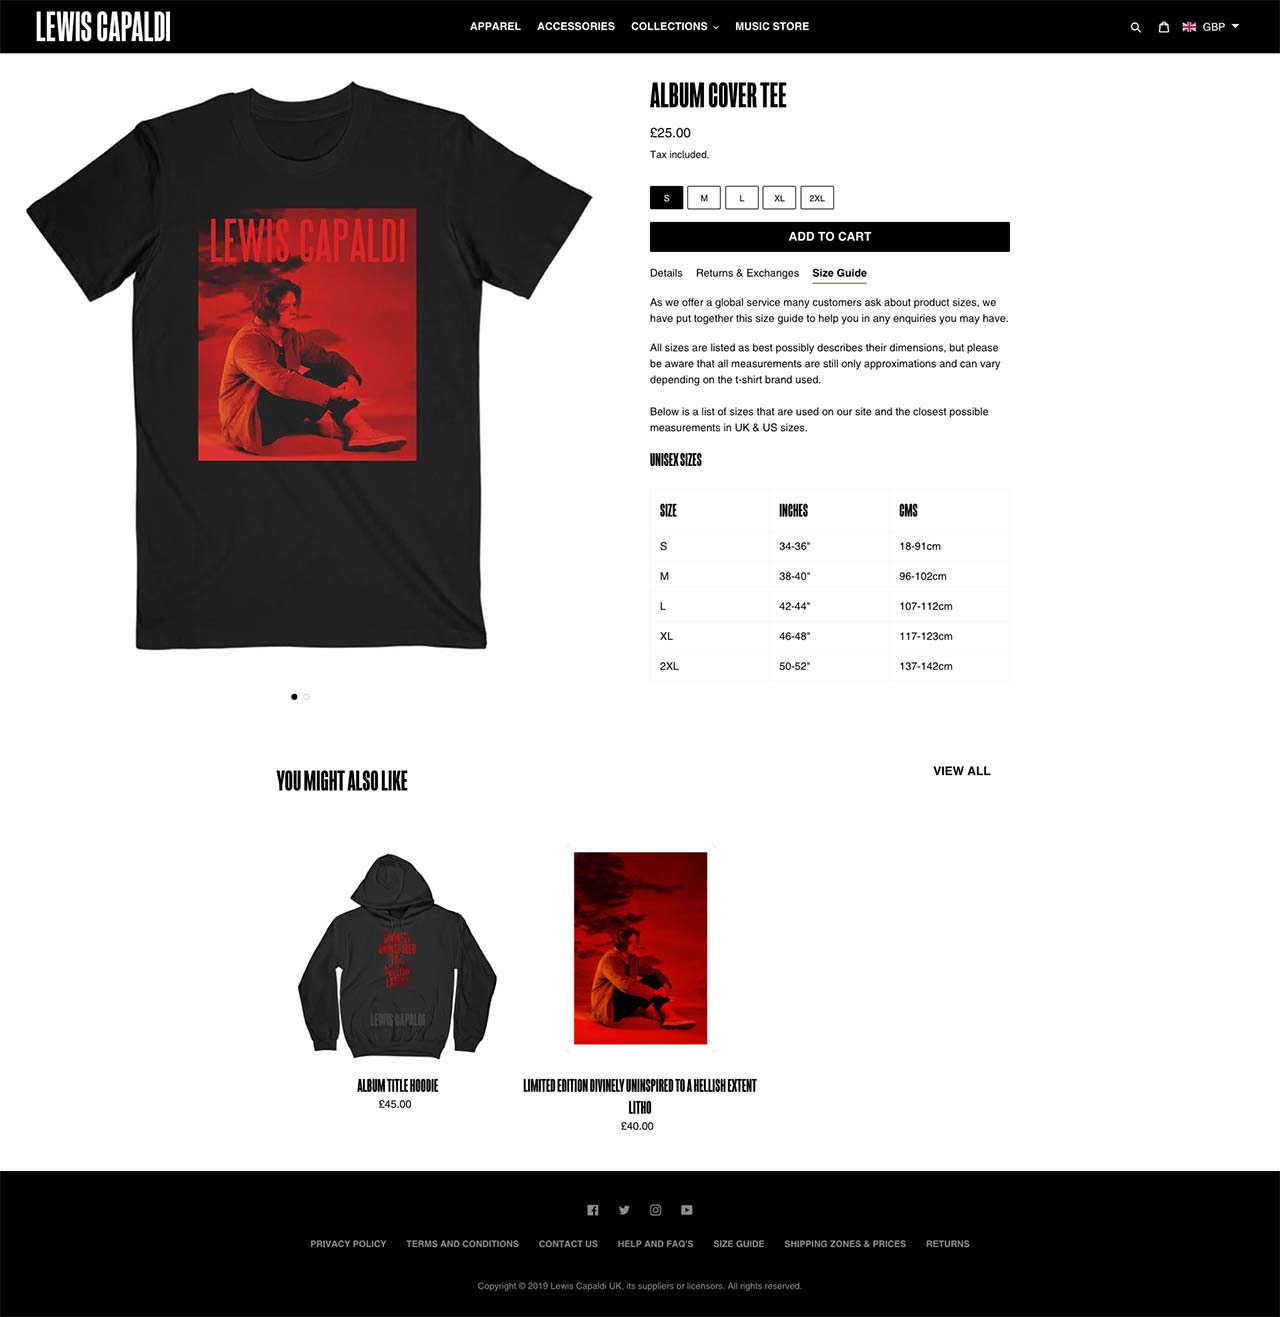 LEWIS CAPALDI
APPAREL ACCESSORIES COLLECTIONS MUSIC STORE
GBP
LEWIS CAPALDI
ALBUM COVER TEE
£25.00
Tax included.
S M L XL 2XL
ADD TO CART
Details Returns & Exchanges Size Guide
As we offer a global service many customers ask about product sizes, we
have put together this size guide to help you in any enquiries you may have.
All sizes are listed as best possibly describes their dimensions, but please
be aware that all measurements are still only approximations and can vary
depending on the t-shirt brand used.
Below is a list of sizes that are used on our site and the closest possible
measurements in UK & US sizes.
UNISEX SIZES
SIZE INCHES CMS
S 34-36" 18-91cm
M 38-40" 96-102cm
L 42-44" 107-112cm
XL 46-48" 117-123cm
2XL 50-52" 137-142cm
YOU MIGHT ALSO LIKE
VIEW ALL
DIVINELY
UNINSPIRED
TO A
HELLISH
EXTENT
LEWIS CAPALDI
ALBUM TITLE HOODIE
£45.00
LIMITED EDITION DIVINELY UNINSPIRED TO A HELLISH EXTENT
LITHO
£40.00
PRIVACY POLICY TERMS AND CONDITIONS CONTACT US HELP AND FAQ'S SIZE GUIDE SHIPPING ZONES & PRICES RETURNS
Copyright © 2019 Lewis Capaldi UK, its suppliers or licensors. All rights reserved.